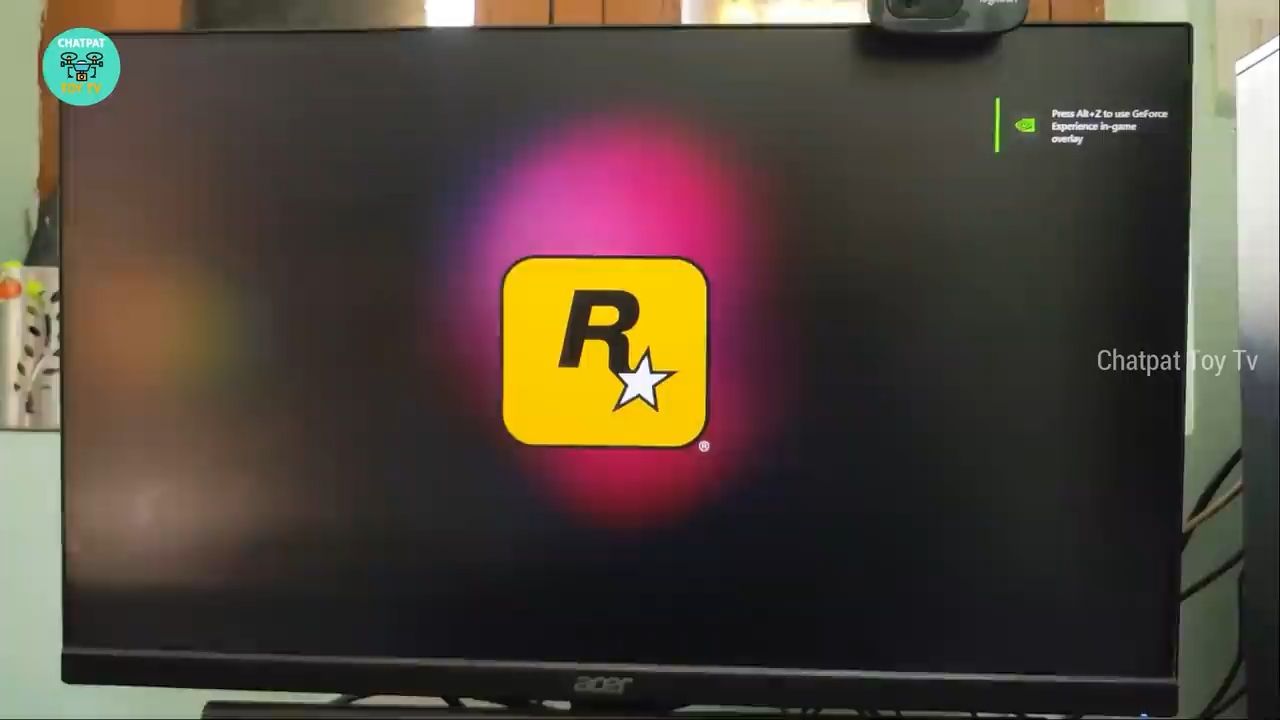 CHATPAT
TOY TV
Press Alt+Z to use GeForce
Experience in-game
overlay
R
®
Chatpat Toy Tv
acer